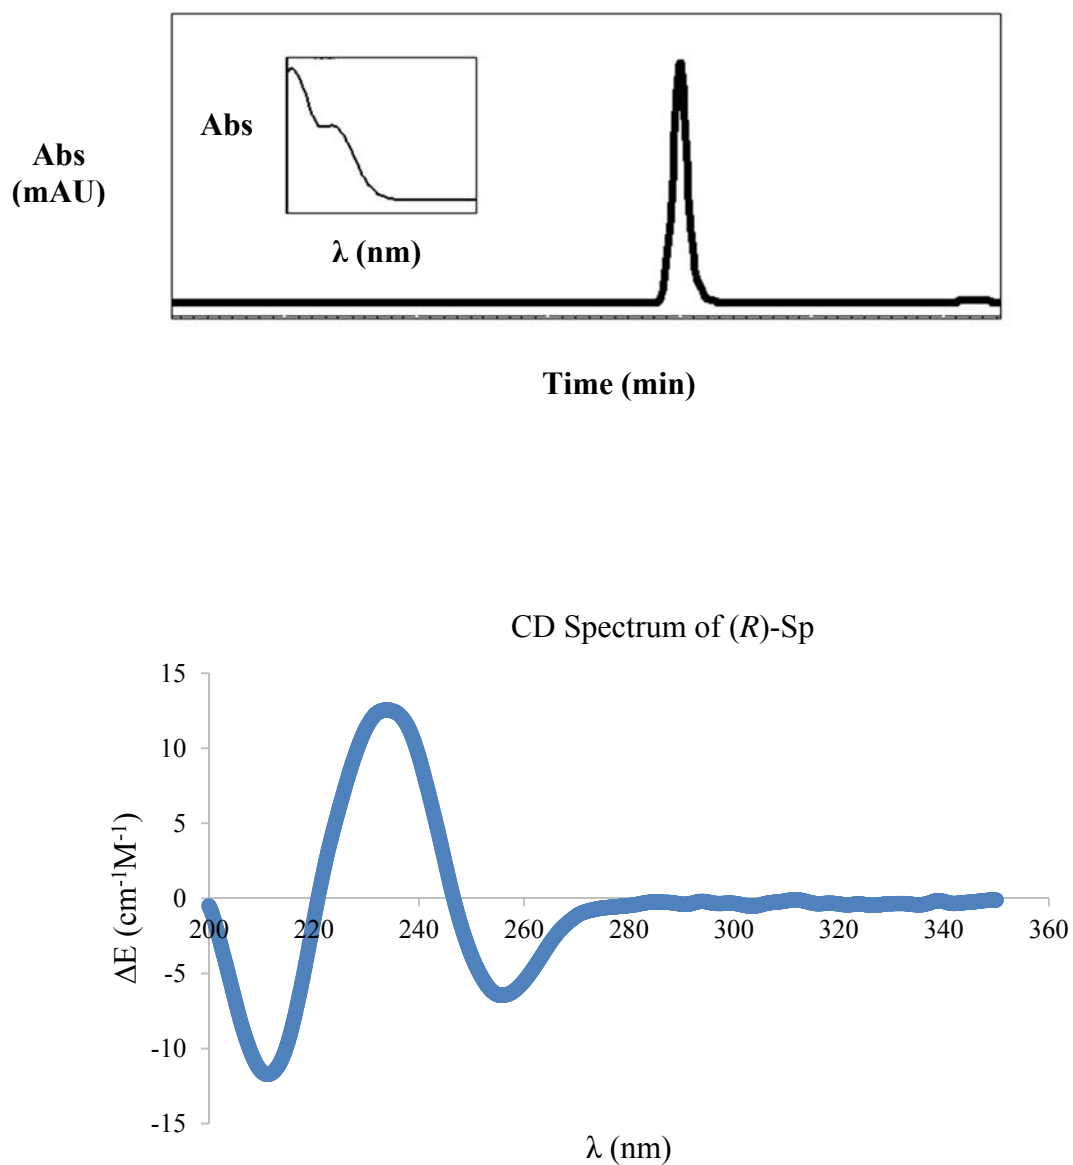 Abs
Abs
(mAU)
λ (nm)
Time (min)
CD Spectrum of (R)-Sp
15
10
5
0
-5
-10
-15
200 220 240 260 280 300 320 340 360
ΔE (cm⁻¹M⁻¹)
λ (nm)